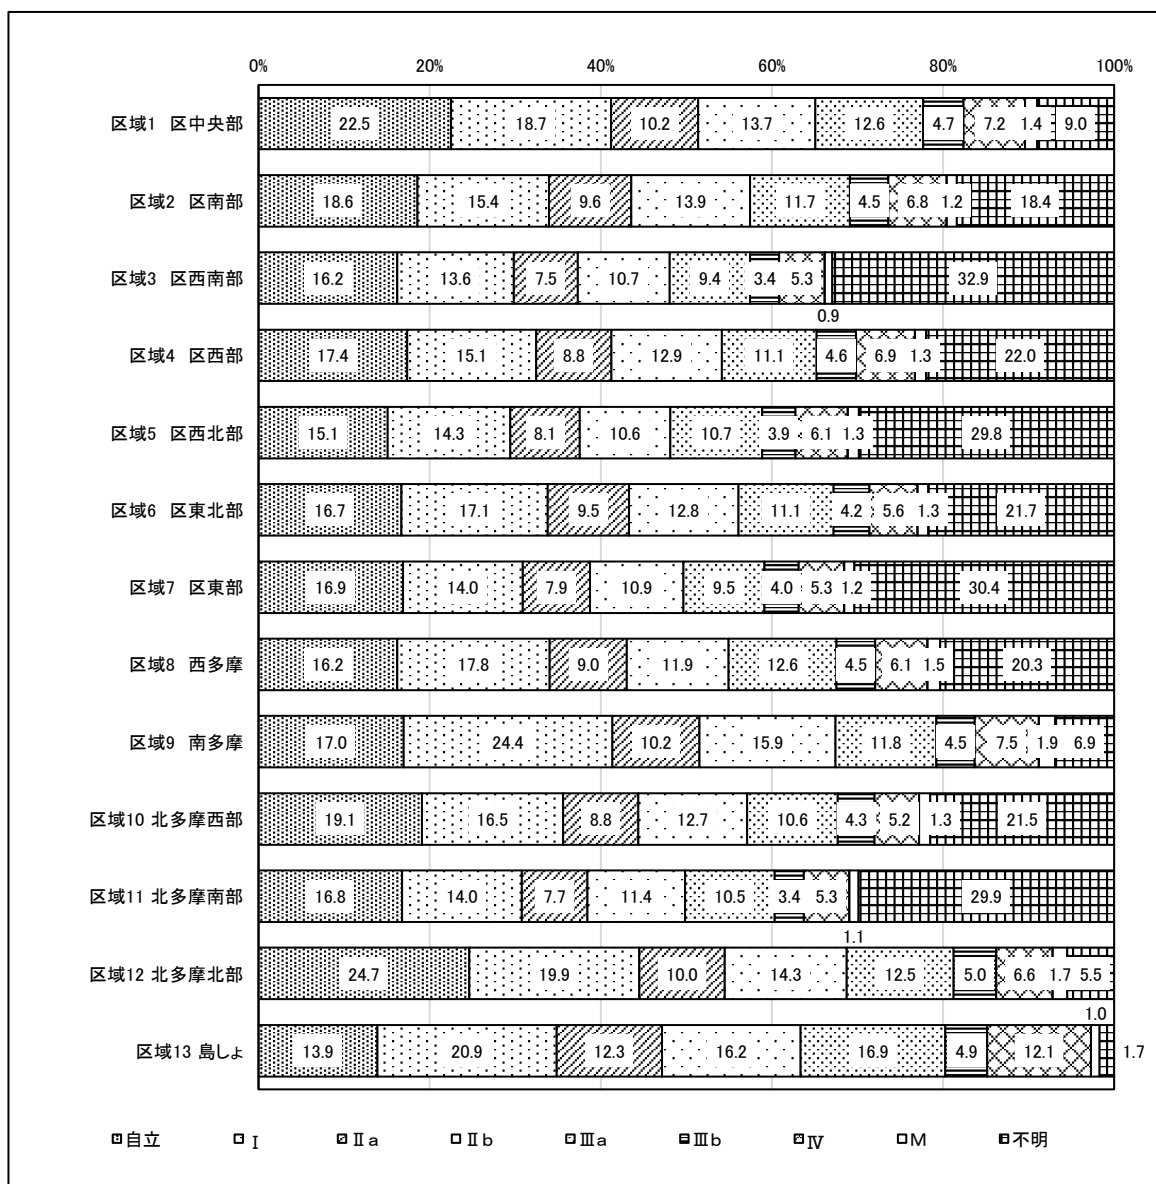 0% 20% 40% 60% 80% 100%
区域1 区中央部 22.5 18.7 10.2 13.7 12.6 4.7 7.2 1.4 9.0
区域2 区南部 18.6 15.4 9.6 13.9 11.7 4.5 6.8 1.2 18.4
区域3 区西南部 16.2 13.6 7.5 10.7 9.4 3.4 5.3 32.9
0.9
区域4 区西部 17.4 15.1 8.8 12.9 11.1 4.6 6.9 1.3 22.0
区域5 区西北部 15.1 14.3 8.1 10.6 10.7 3.9 6.1 1.3 29.8
区域6 区東北部 16.7 17.1 9.5 12.8 11.1 4.2 5.6 1.3 21.7
区域7 区東部 16.9 14.0 7.9 10.9 9.5 4.0 5.3 1.2 30.4
区域8 西多摩 16.2 17.8 9.0 11.9 12.6 4.5 6.1 1.5 20.3
区域9 南多摩 17.0 24.4 10.2 15.9 11.8 4.5 7.5 1.9 6.9
区域10 北多摩西部 19.1 16.5 8.8 12.7 10.6 4.3 5.2 1.3 21.5
区域11 北多摩南部 16.8 14.0 7.7 11.4 10.5 3.4 5.3 29.9
1.1
区域12 北多摩北部 24.7 19.9 10.0 14.3 12.5 5.0 6.6 1.7 5.5
1.0
区域13 島しょ 13.9 20.9 12.3 16.2 16.9 4.9 12.1 1.7
自立 Ⅰ Ⅱa Ⅱb Ⅲa Ⅲb Ⅳ M 不明